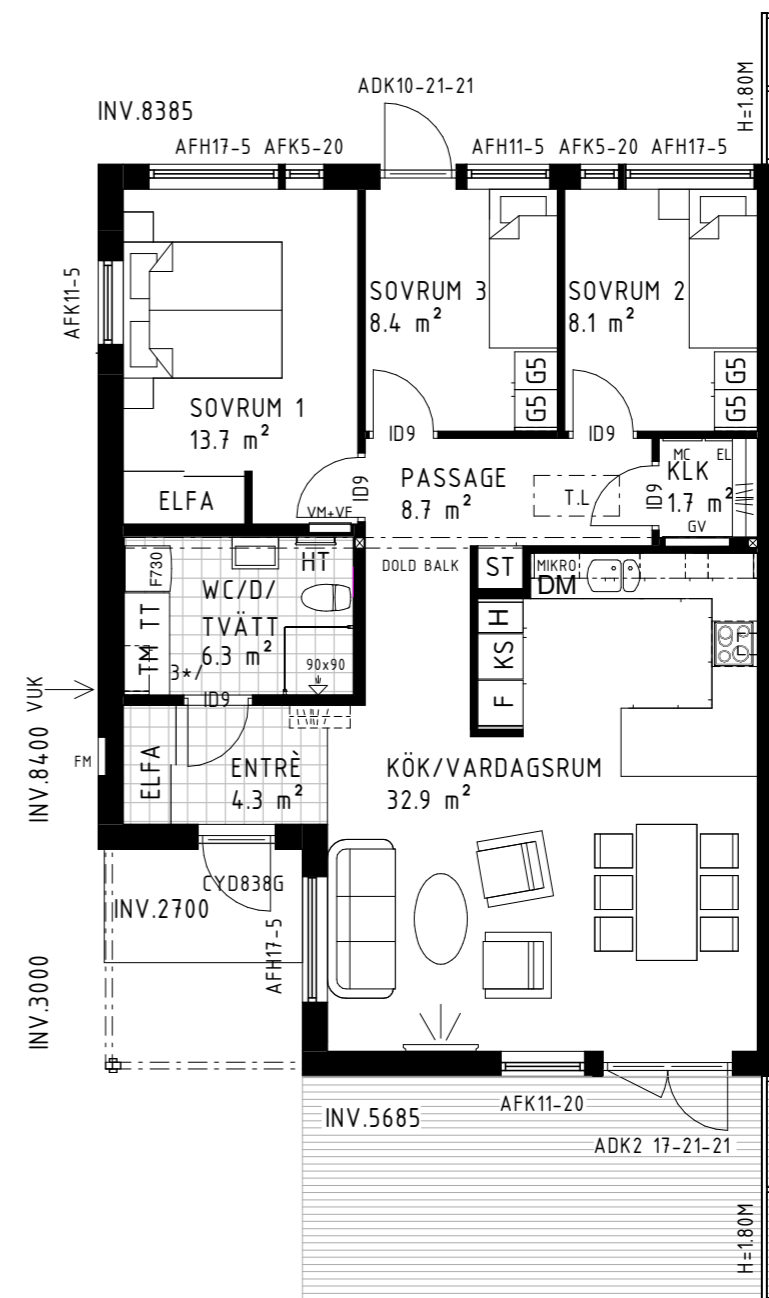 ADK10-21-21
INV.8385
H=1.80M
AFH17-5 AFK5-20
AFH11-5 AFK5-20 AFH17-5
AFK11-5
SOVRUM 3
8.4 m²
SOVRUM 2
8.1 m²
G5 G5
G5 G5
SOVRUM 1
13.7 m²
ID9
ID9
ELFA
VM+VF
ID9
PASSAGE
8.7 m²
T.L
ID9
MC EL
KLK
1.7 m²
GV
F730
HT
DOLD BALK
ST
MIKRO
DM
WC/D/
TVÄTT
6.3 m²
TM TT
3*/
90x90
H
KS
F
LT
VUK
ID9
INV.8400
FM
ELFA
ENTRÉ
4.3 m²
KÖK/VARDAGSRUM
32.9 m²
CYD838G
INV.2700
AFH17-5
INV.3000
INV.5685
AFK11-20
ADK2 17-21-21
H=1.80M